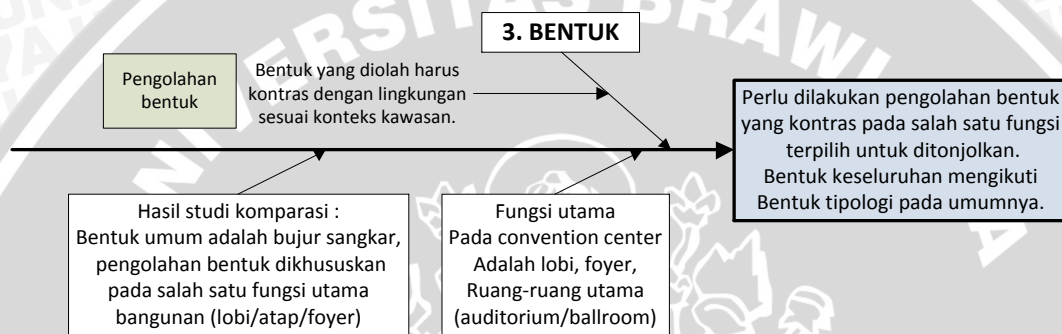 UNIVERSITAS BRAWIJAYA
3. BENTUK
Pengolahan
bentuk
Bentuk yang diolah harus
kontras dengan lingkungan
sesuai konteks kawasan.
Perlu dilakukan pengolahan bentuk
yang kontras pada salah satu fungsi
terpilih untuk ditonjolkan.
Bentuk keseluruhan mengikuti
Bentuk tipologi pada umumnya.
Hasil studi komparasi :
Bentuk umum adalah bujur sangkar,
pengolahan bentuk dikhususkan
pada salah satu fungsi utama
bangunan (lobi/atap/foyer)
Fungsi utama
Pada convention center
Adalah lobi, foyer,
Ruang-ruang utama
(auditorium/ballroom)